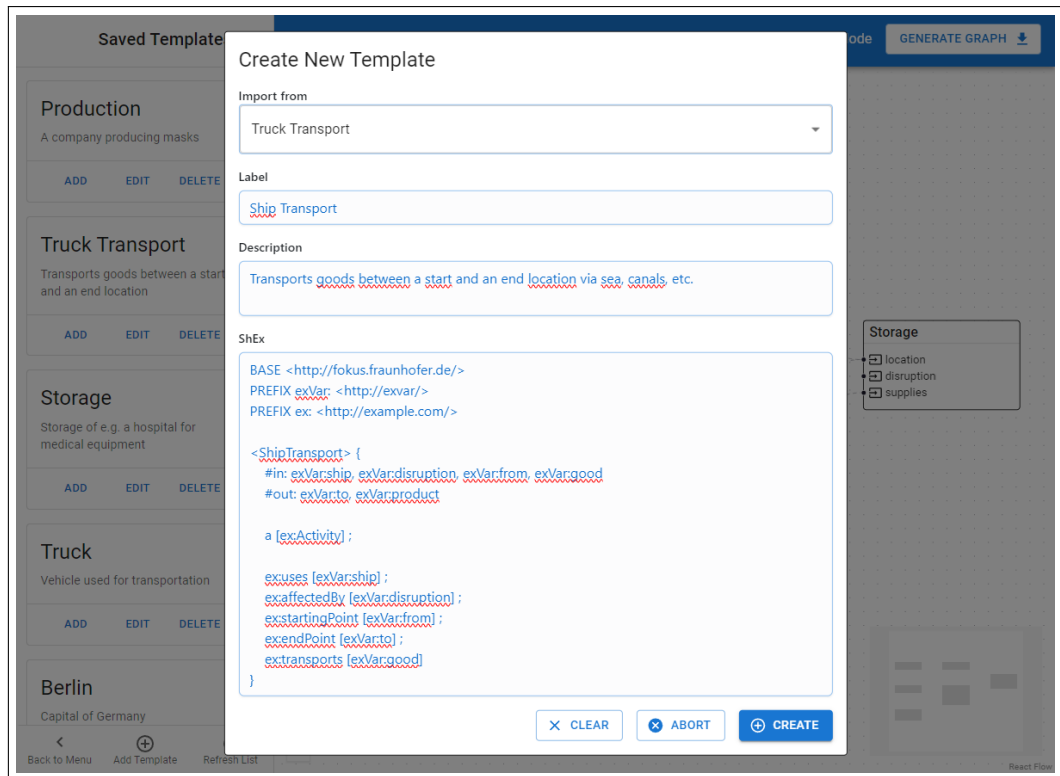 Saved Template
ode
GENERATE GRAPH
Production
A company producing masks
ADD EDIT DELETE
Truck Transport
Transports goods between a start
and an end location
ADD EDIT DELETE
Storage
Storage of e.g. a hospital for
medical equipment
ADD EDIT DELETE
Truck
Vehicle used for transportation
ADD EDIT DELETE
Berlin
Capital of Germany
Back to Menu Add Template Refresh List
Create New Template
Import from
Truck Transport
Label
Ship Transport
Description
Transports goods between a start and an end location via sea, canals, etc.
ShEx
BASE <http://fokus.fraunhofer.de/>
PREFIX exVar: <http://exvar/>
PREFIX ex: <http://example.com/>
<ShipTransport> {
#in: exVar:ship, exVar:disruption, exVar:from, exVar:good
#out: exVar:to, exVar:product
a [ex:Activity] ;
ex:uses [exVar:ship] ;
ex:affectedBy [exVar:disruption] ;
ex:startingPoint [exVar:from] ;
ex:endPoint [exVar:to] ;
ex:transports [exVar:good]
}
CLEAR ABORT CREATE
Storage
location
disruption
supplies
React Flow